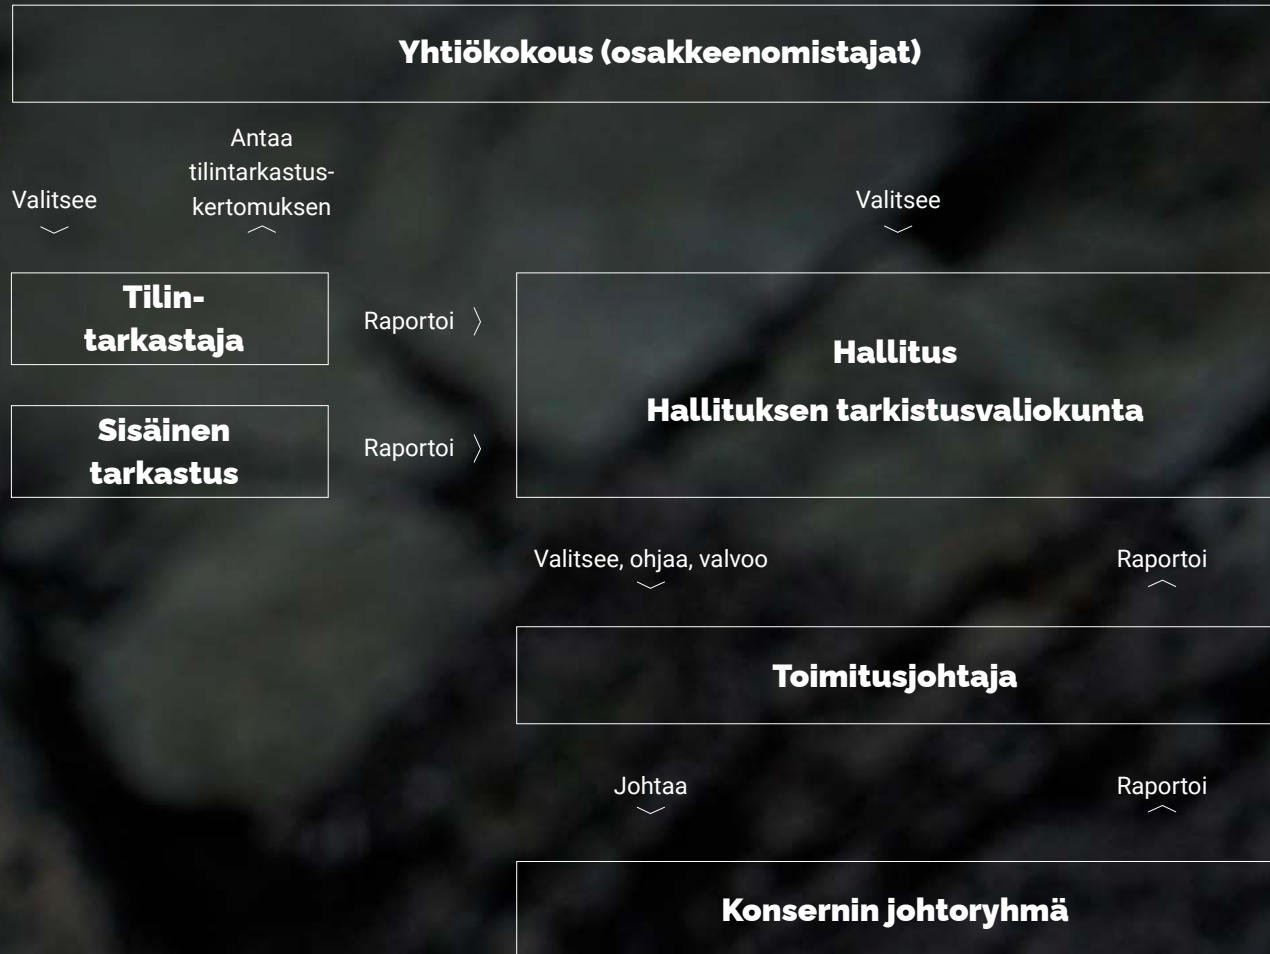 Yhtiökokous (osakkeenomistajat)
Valitsee
Antaa
tilintarkastus-
kertomuksen
Valitsee
Tilin-
tarkastaja
Raportoi
Sisäinen
tarkastus
Raportoi
Hallitus
Hallituksen tarkistusvaliokunta
Valitsee, ohjaa, valvoo
Raportoi
Toimitusjohtaja
Johtaa
Raportoi
Konsernin johtoryhmä